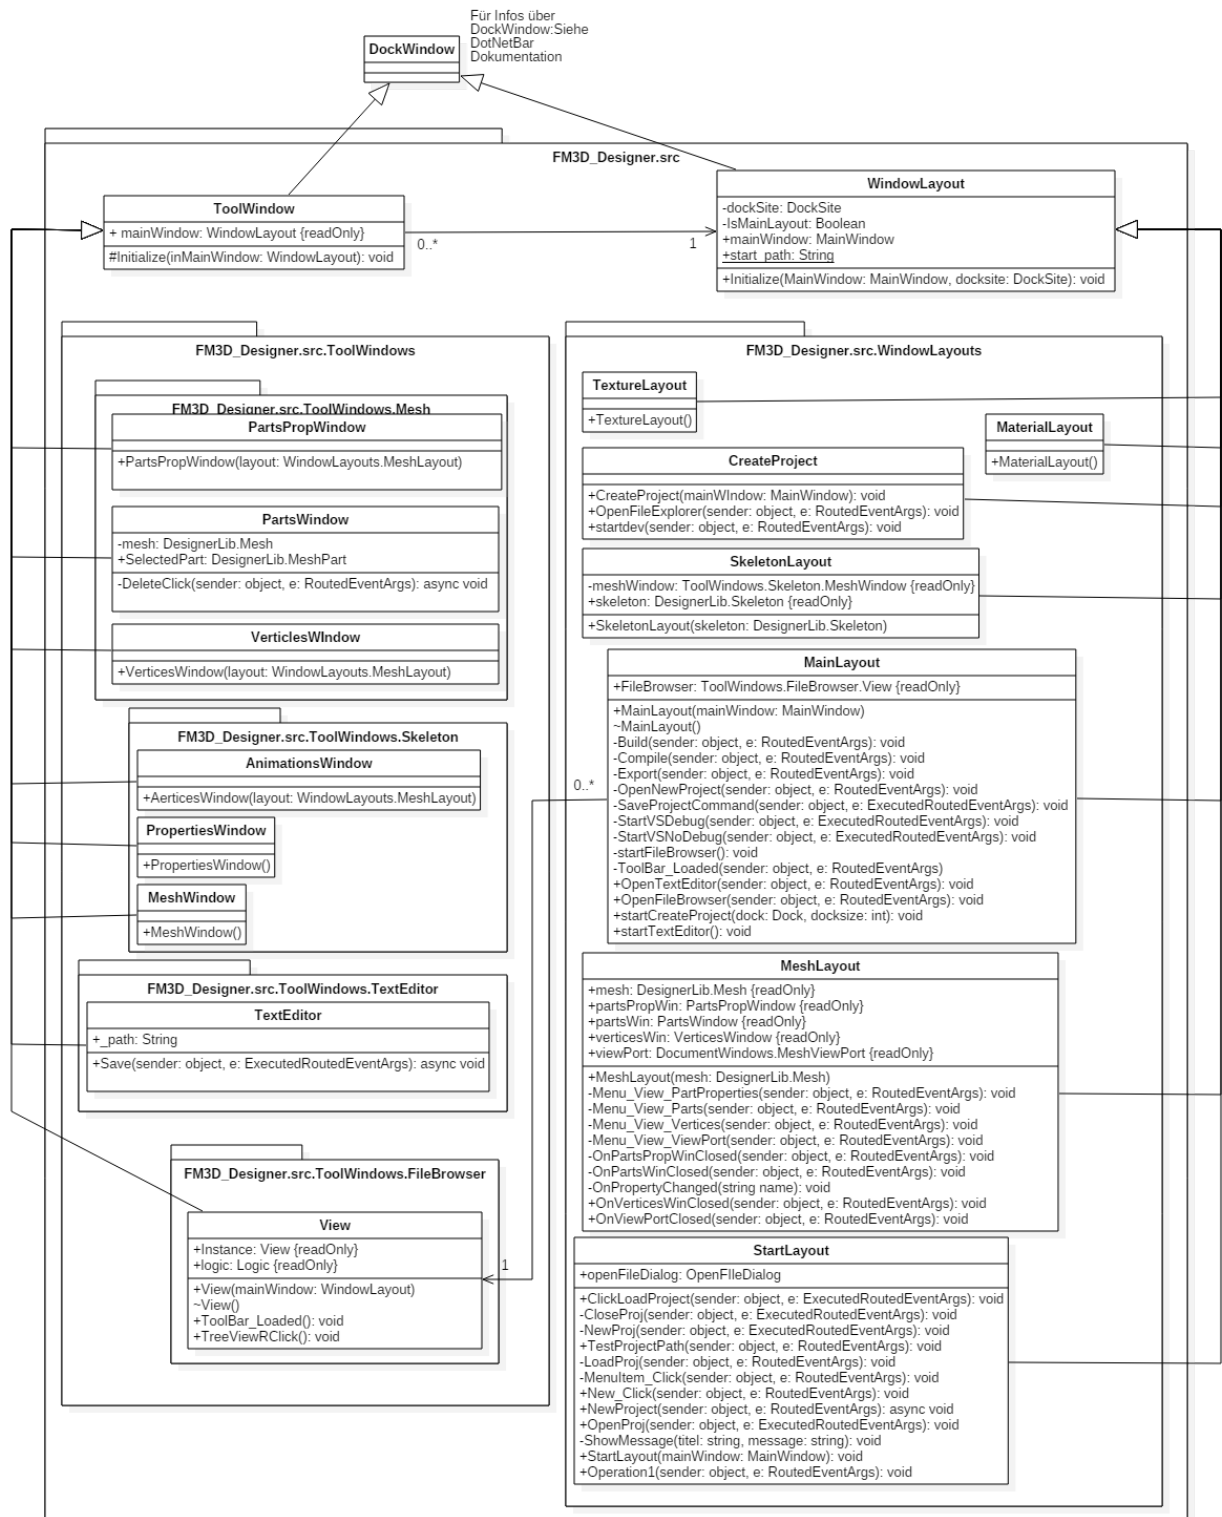 Für Infos über
DockWindow:Siehe
DotNetBar
Dokumentation
DockWindow
FM3D_Designer.src
ToolWindow
+ mainWindow: WindowLayout {readOnly}
#Initialize(inMainWindow: WindowLayout): void
0..*
1
WindowLayout
-dockSite: DockSite
-IsMainLayout: Boolean
+mainWindow: MainWindow
+start_path: String
+Initialize(MainWindow: MainWindow, docksite: DockSite): void
FM3D_Designer.src.ToolWindows
FM3D_Designer.src.ToolWindows.Mesh
PartsPropWindow
+PartsPropWindow(layout: WindowLayouts.MeshLayout)
PartsWindow
-mesh: DesignerLib.Mesh
+SelectedPart: DesignerLib.MeshPart
-DeleteClick(sender: object, e: RoutedEventArgs): async void
VerticlesWIndow
+VerticesWindow(layout: WindowLayouts.MeshLayout)
FM3D_Designer.src.ToolWindows.Skeleton
AnimationsWindow
+AerticesWindow(layout: WindowLayouts.MeshLayout)
PropertiesWindow
+PropertiesWindow()
MeshWindow
+MeshWindow()
FM3D_Designer.src.ToolWindows.TextEditor
TextEditor
+_path: String
+Save(sender: object, e: ExecutedRoutedEventArgs): async void
FM3D_Designer.src.ToolWindows.FileBrowser
View
+Instance: View {readOnly}
+logic: Logic {readOnly}
+View(mainWindow: WindowLayout)
~View()
+ToolBar_Loaded(): void
+TreeViewRClick(): void
FM3D_Designer.src.WindowLayouts
TextureLayout
+TextureLayout()
MaterialLayout
+MaterialLayout()
CreateProject
+CreateProject(mainWIndow: MainWindow): void
+OpenFileExplorer(sender: object, e: RoutedEventArgs): void
+startdev(sender: object, e: RoutedEventArgs): void
SkeletonLayout
-meshWindow: ToolWindows.Skeleton.MeshWindow {readOnly}
+skeleton: DesignerLib.Skeleton {readOnly}
+SkeletonLayout(skeleton: DesignerLib.Skeleton)
MainLayout
+FileBrowser: ToolWindows.FileBrowser.View {readOnly}
+MainLayout(mainWindow: MainWindow)
~MainLayout()
-Build(sender: object, e: RoutedEventArgs): void
-Compile(sender: object, e: RoutedEventArgs): void
-Export(sender: object, e: RoutedEventArgs): void
-OpenNewProject(sender: object, e: RoutedEventArgs): void
-SaveProjectCommand(sender: object, e: ExecutedRoutedEventArgs): void
-StartVSDebug(sender: object, e: ExecutedRoutedEventArgs): void
-StartVSNoDebug(sender: object, e: ExecutedRoutedEventArgs): void
-startFileBrowser(): void
-ToolBar_Loaded(sender: object, e: RoutedEventArgs)
+OpenTextEditor(sender: object, e: RoutedEventArgs): void
+OpenFileBrowser(sender: object, e: RoutedEventArgs): void
+startCreateProject(dock: Dock, docksize: int): void
+startTextEditor(): void
0..*
1
MeshLayout
+mesh: DesignerLib.Mesh {readOnly}
+partsPropWin: PartsPropWindow {readOnly}
+partsWin: PartsWindow {readOnly}
+verticesWin: VerticesWindow {readOnly}
+viewPort: DocumentWindows.MeshViewPort {readOnly}
+MeshLayout(mesh: DesignerLib.Mesh)
-Menu_View_PartProperties(sender: object, e: RoutedEventArgs): void
-Menu_View_Parts(sender: object, e: RoutedEventArgs): void
-Menu_View_Vertices(sender: object, e: RoutedEventArgs): void
-Menu_View_ViewPort(sender: object, e: RoutedEventArgs): void
-OnPartsPropWinClosed(sender: object, e: RoutedEventArgs): void
-OnPartsWinClosed(sender: object, e: RoutedEventArgs): void
-OnPropertyChanged(string name): void
+OnVerticesWinClosed(sender: object, e: RoutedEventArgs): void
+OnViewPortClosed(sender: object, e: RoutedEventArgs): void
StartLayout
+openFileDialog: OpenFIleDialog
+ClickLoadProject(sender: object, e: ExecutedRoutedEventArgs): void
-CloseProj(sender: object, e: ExecutedRoutedEventArgs): void
-NewProj(sender: object, e: ExecutedRoutedEventArgs): void
+TestProjectPath(sender: object, e: RoutedEventArgs): void
-LoadProj(sender: object, e: RoutedEventArgs): void
-MenuItem_Click(sender: object, e: RoutedEventArgs): void
+New_Click(sender: object, e: RoutedEventArgs): void
+NewProject(sender: object, e: RoutedEventArgs): async void
+OpenProj(sender: object, e: ExecutedRoutedEventArgs): void
-ShowMessage(titel: string, message: string): void
+StartLayout(mainWindow: MainWindow): void
+Operation1(sender: object, e: RoutedEventArgs): void